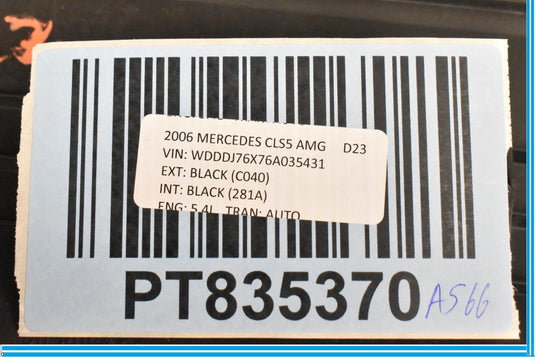 2006 MERCEDES CLS5 AMG D23
VIN: WDDDJ76X76A035431
EXT: BLACK (C040)
INT: BLACK (281A)
ENG: 5.4L TRAN: AUTO
PT835370 A566